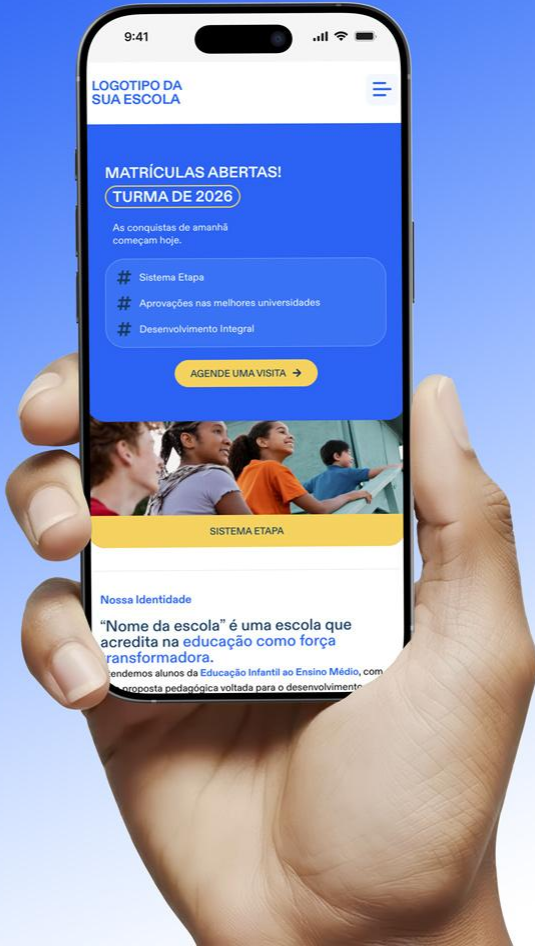 9:41
LOGOTIPO DA
SUA ESCOLA
MATRÍCULAS ABERTAS!
TURMA DE 2026
As conquistas de amanhã
começam hoje.
# Sistema Etapa
# Aprovações nas melhores universidades
# Desenvolvimento Integral
AGENDE UMA VISITA →
SISTEMA ETAPA
Nossa Identidade
“Nome da escola” é uma escola que
acredita na educação como força
transformadora.
tendemos alunos da Educação Infantil ao Ensino Médio, com
proposta pedagógica voltada para o desenvolvimento